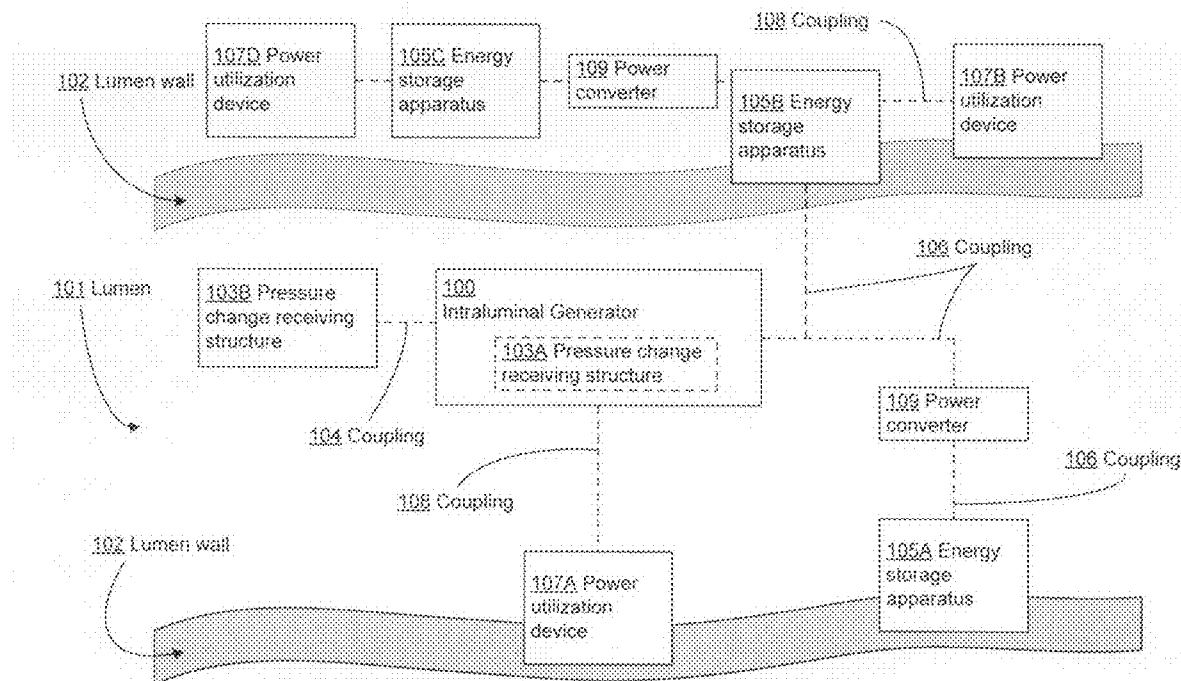 108 Coupling
107D Power
utilization
device
105C Energy
storage
apparatus
109 Power
converter
107B Power
utilization
device
102 Lumen wall
105B Energy
storage
apparatus
106 Coupling
101 Lumen
103B Pressure
change receiving
structure
100
Intraluminal Generator
103A Pressure change
receiving structure
109 Power
converter
104 Coupling
106 Coupling
108 Coupling
102 Lumen wall
105A Energy
storage
apparatus
107A Power
utilization
device